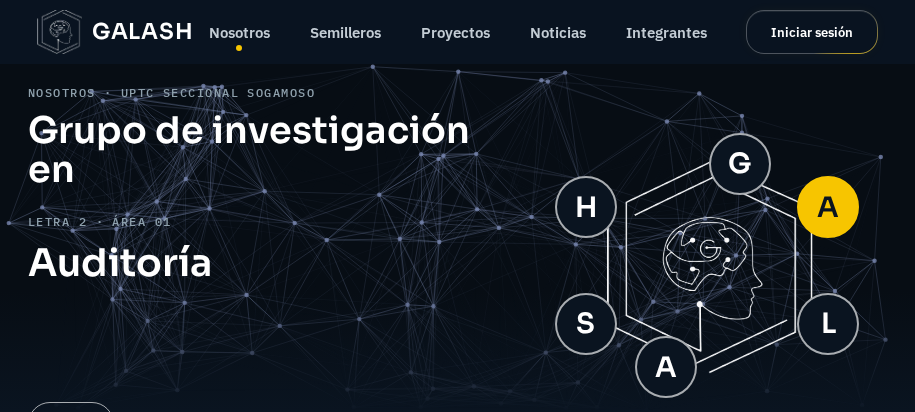 GALASH
Nosotros
Semilleros
Proyectos
Noticias
Integrantes
Iniciar sesión
NOSOTROS · UPTC SECCIONAL SOGAMOSO
Grupo de investigación
en
LETRA 2 · ÁREA 01
Auditoría
G
A
L
A
S
H